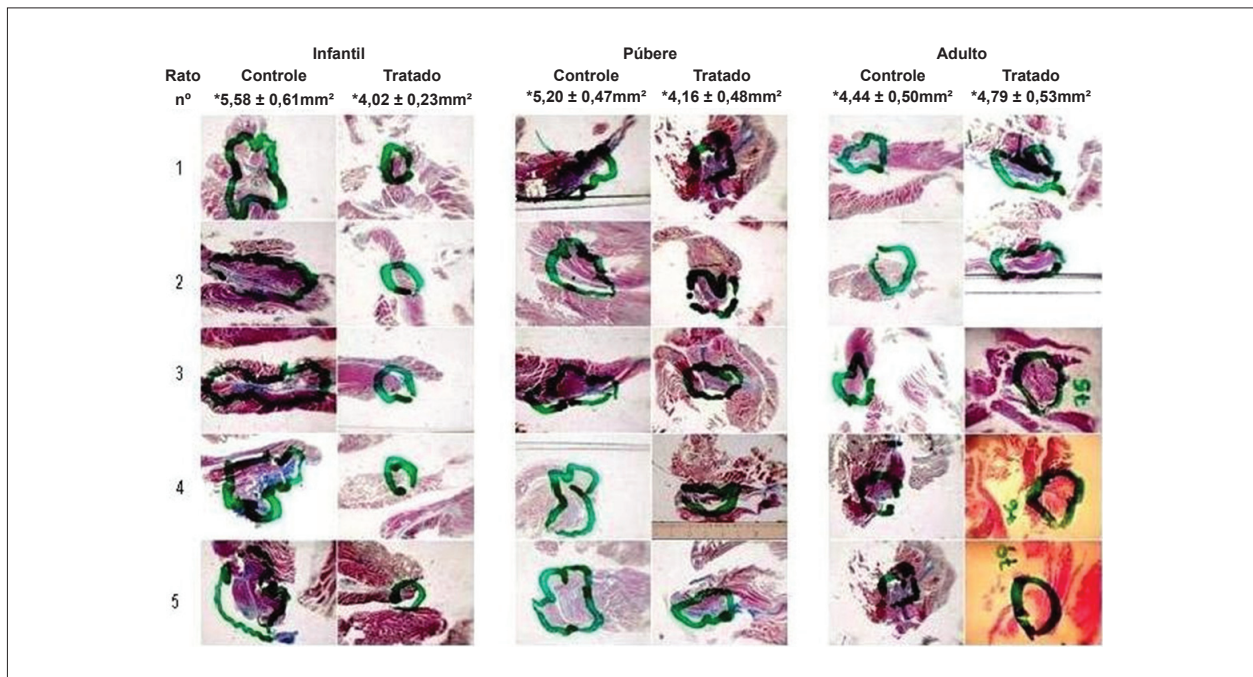 Infantil Púbere Adulto
Rato Controle Tratado Controle Tratado Controle Tratado
nº *5,58 ± 0,61mm² *4,02 ± 0,23mm² *5,20 ± 0,47mm² *4,16 ± 0,48mm² *4,44 ± 0,50mm² *4,79 ± 0,53mm²
1
2
3
4
5